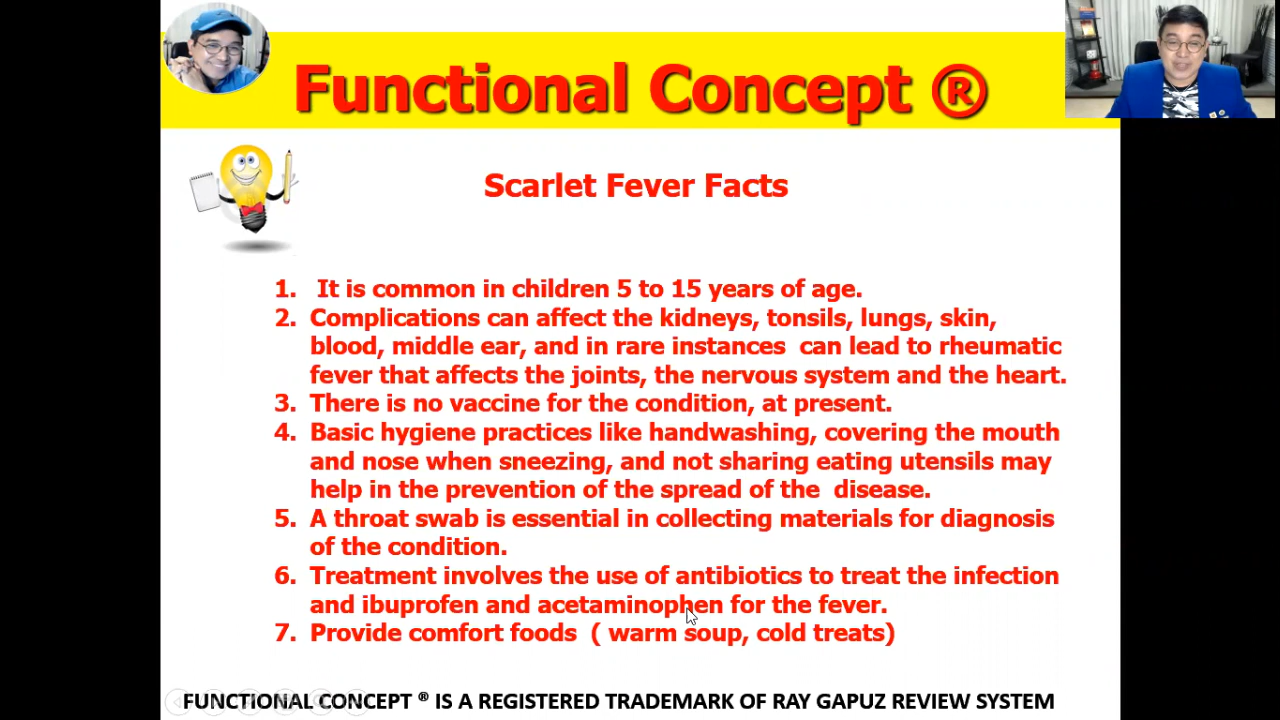 Functional Concept ®
Scarlet Fever Facts
1. It is common in children 5 to 15 years of age.
2. Complications can affect the kidneys, tonsils, lungs, skin,
blood, middle ear, and in rare instances can lead to rheumatic
fever that affects the joints, the nervous system and the heart.
3. There is no vaccine for the condition, at present.
4. Basic hygiene practices like handwashing, covering the mouth
and nose when sneezing, and not sharing eating utensils may
help in the prevention of the spread of the disease.
5. A throat swab is essential in collecting materials for diagnosis
of the condition.
6. Treatment involves the use of antibiotics to treat the infection
and ibuprofen and acetaminophen for the fever.
7. Provide comfort foods ( warm soup, cold treats)
FUNCTIONAL CONCEPT ® IS A REGISTERED TRADEMARK OF RAY GAPUZ REVIEW SYSTEM